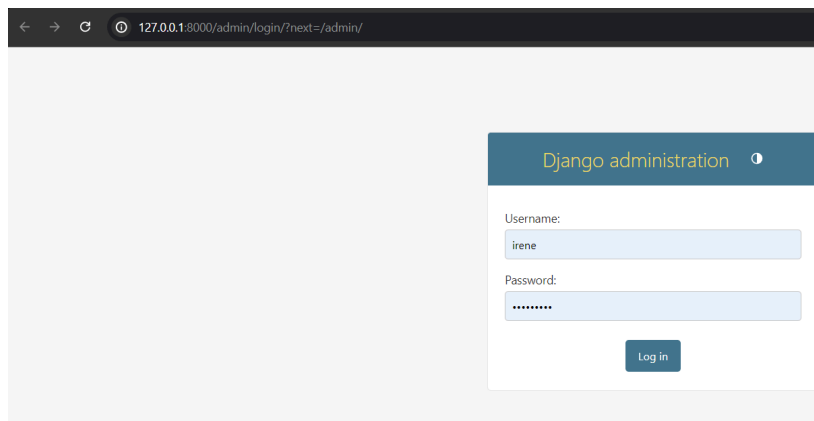 127.0.0.1:8000/admin/login/?next=/admin/
Django administration
Username:
irene
Password:
•••••••••
Log in